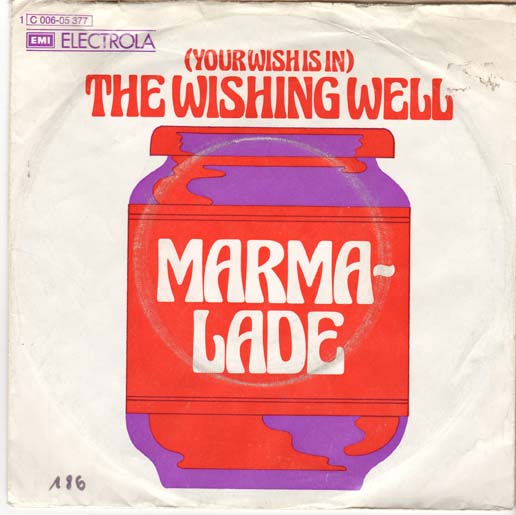 1 C 006-05 377
EMI ELECTROLA
(YOUR WISH IS IN)
THE WISHING WELL
MARMA-
LADE
186